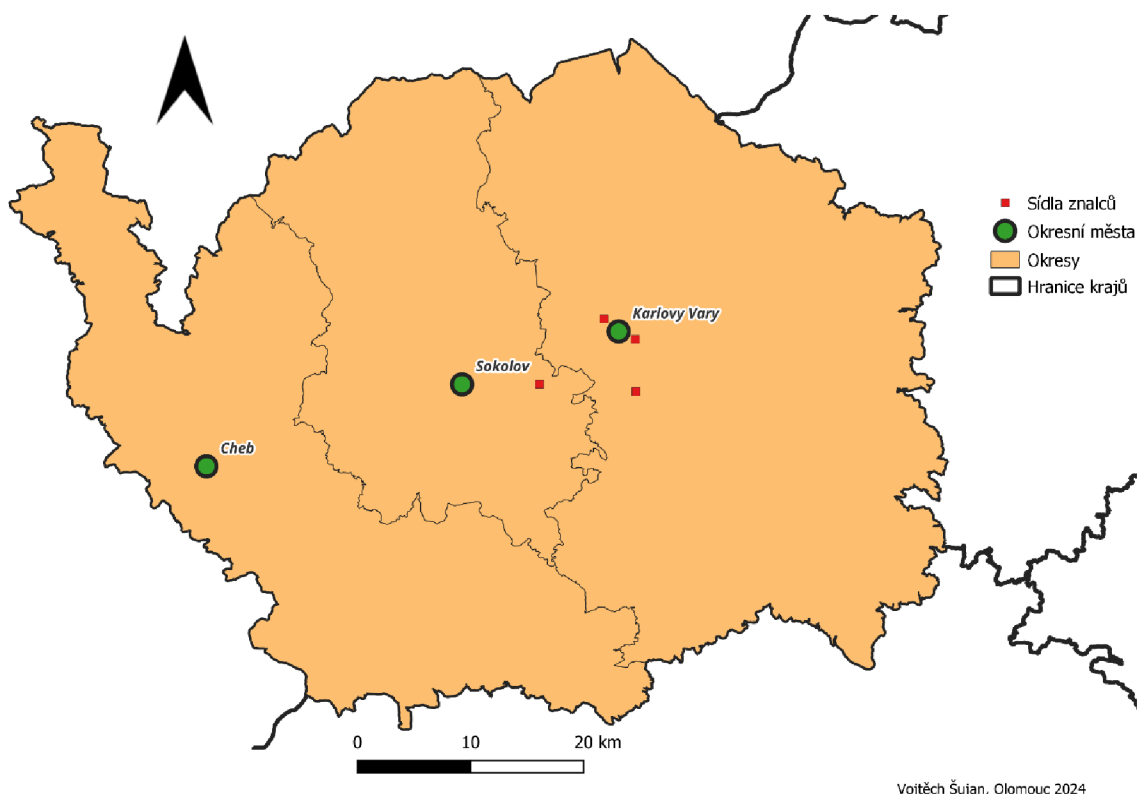 Sídla znalců
Okresní města
Okresy
Hranice krajů
Karlovy Vary
Sokolov
Cheb
0 10 20 km
Vojtěch Šujan, Olomouc 2024